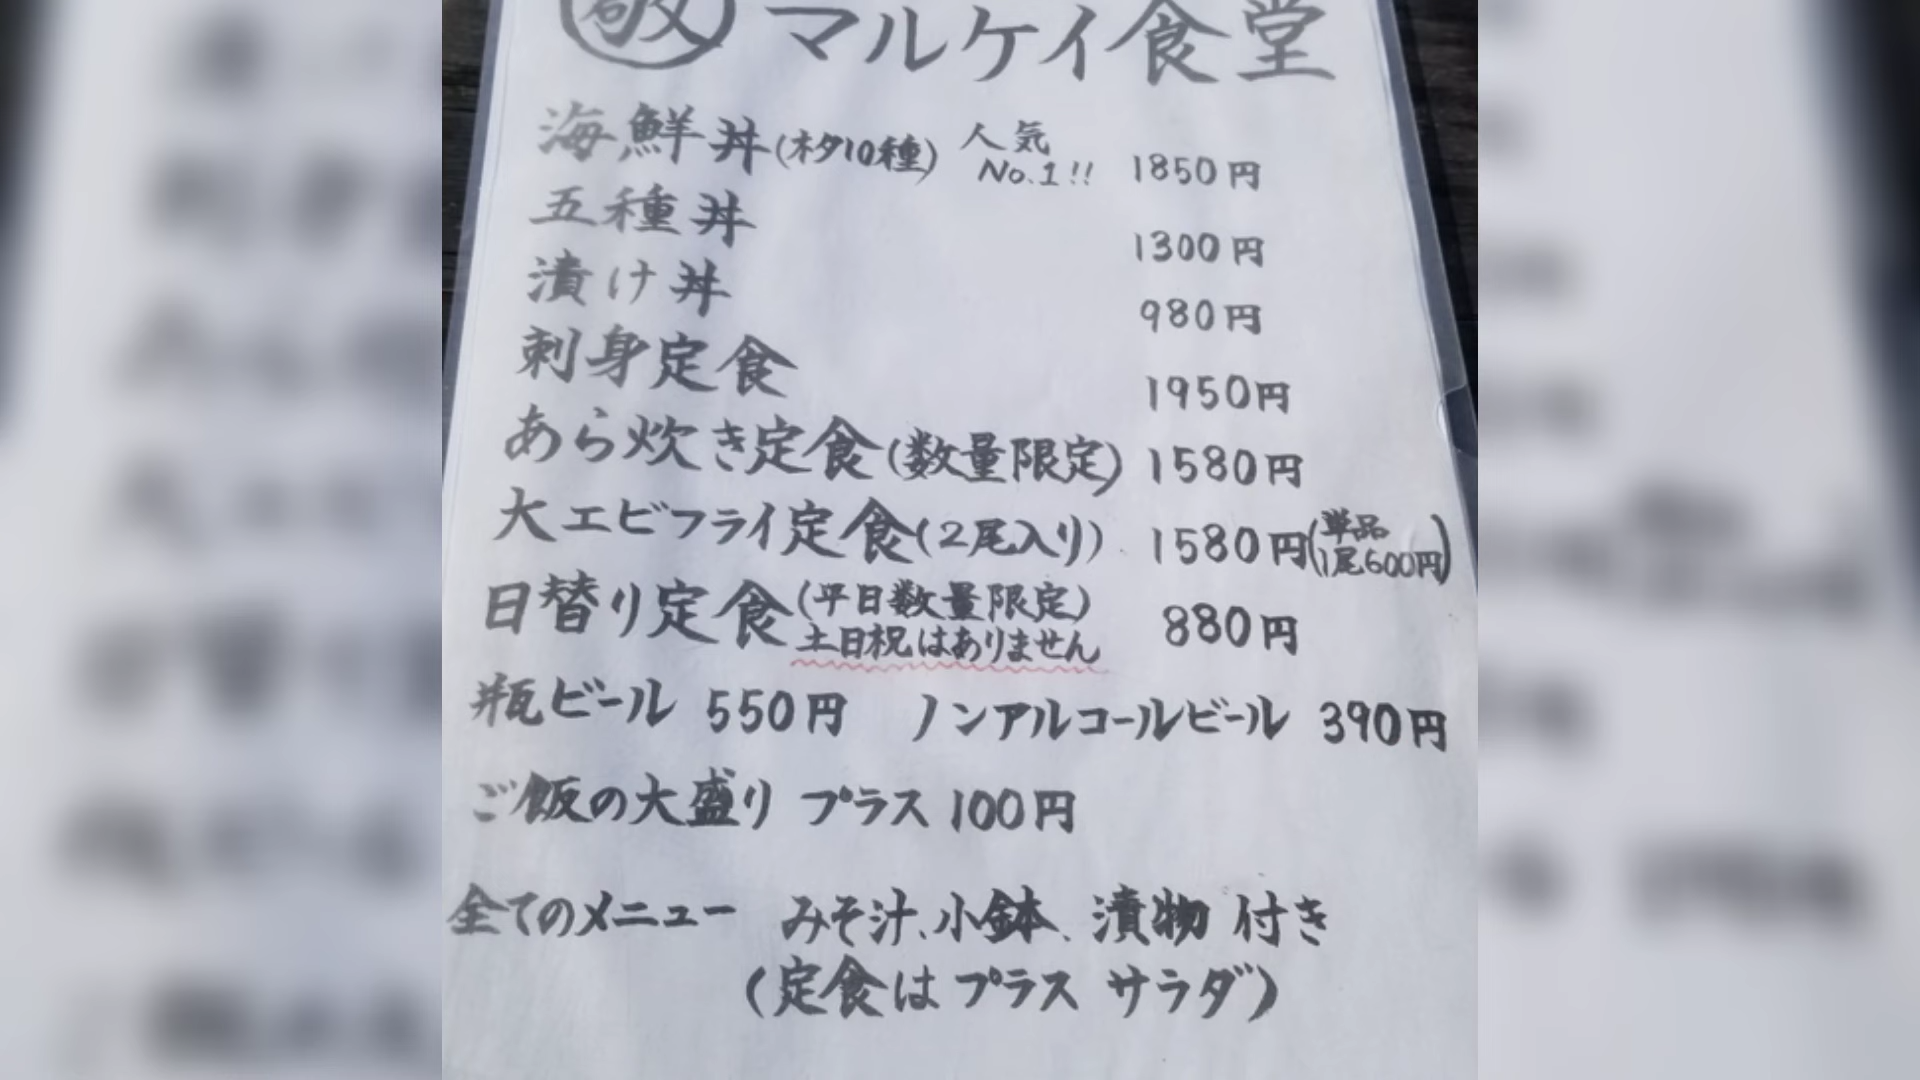 敬 マルケイ食堂
海鮮丼(ネタ10種) 人気No.1!! 1850円
五種丼 1300円
漬け丼 980円
刺身定食 1950円
あら炊き定食(数量限定) 1580円
大エビフライ定食(2尾入り) 1580円(単品1尾600円)
日替り定食(平日数量限定) 880円
土日祝はありません
瓶ビール 550円 ノンアルコールビール 390円
ご飯の大盛り プラス 100円
全てのメニュー みそ汁、小鉢、漬物 付き
(定食は プラス サラダ)